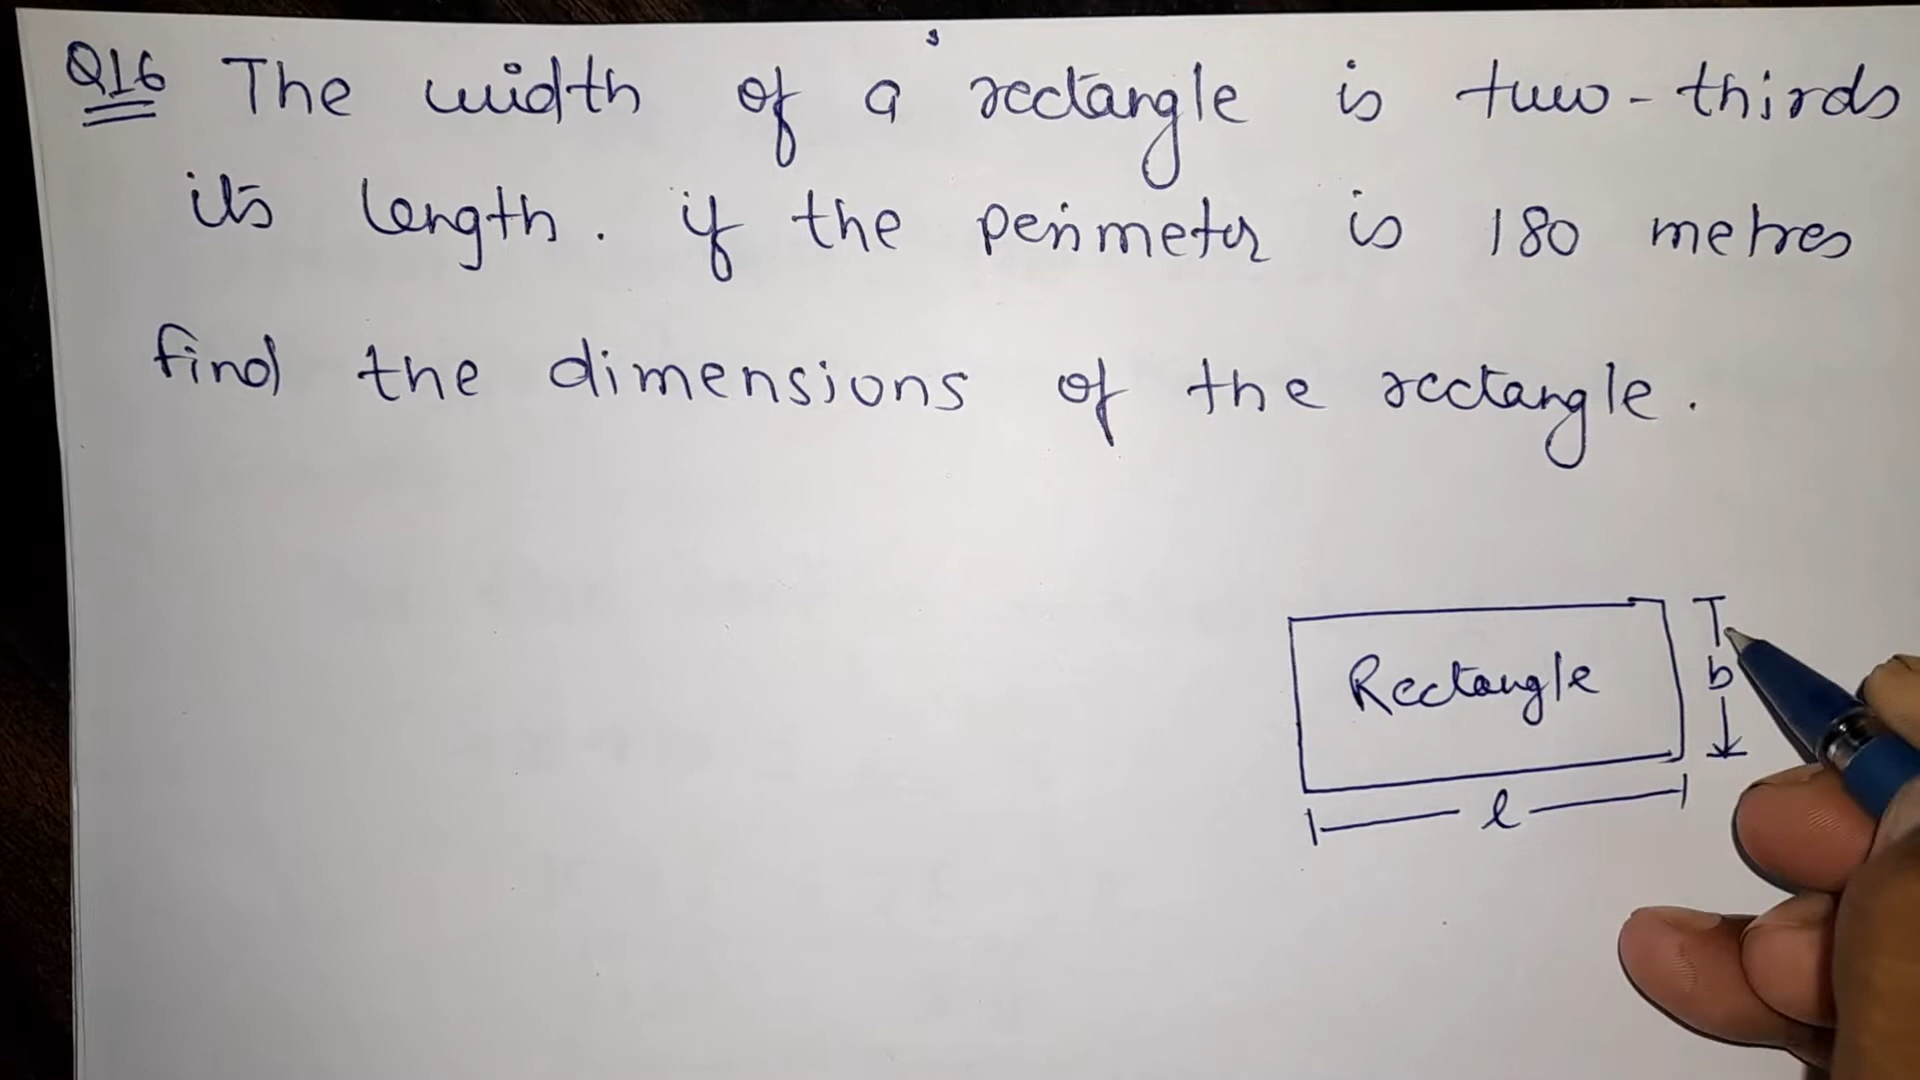 Q16 The width of a rectangle is two-thirds
its length. if the perimeter is 180 metres
find the dimensions of the rectangle.
Rectangle
b
l